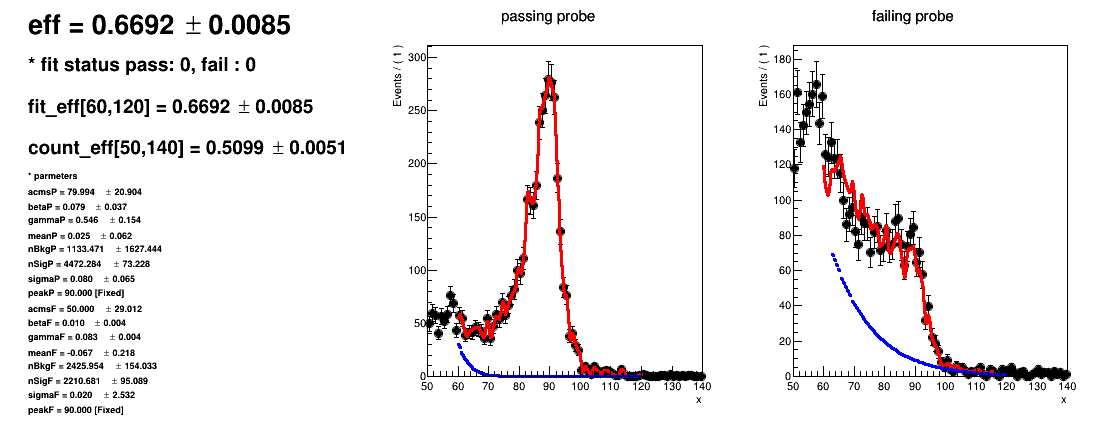 eff = 0.6692 ± 0.0085
* fit status pass: 0, fail : 0
fit_eff[60,120] = 0.6692 ± 0.0085
count_eff[50,140] = 0.5099 ± 0.0051
* parmeters
acmsP = 79.994 ± 20.904
betaP = 0.079 ± 0.037
gammaP = 0.546 ± 0.154
meanP = 0.025 ± 0.062
nBkgP = 1133.471 ± 1627.444
nSigP = 4472.284 ± 73.228
sigmaP = 0.080 ± 0.065
peakP = 90.000 [Fixed]
acmsF = 50.000 ± 29.012
betaF = 0.010 ± 0.004
gammaF = 0.083 ± 0.004
meanF = -0.067 ± 0.218
nBkgF = 2425.954 ± 154.033
nSigF = 2210.681 ± 95.089
sigmaF = 0.020 ± 2.532
peakF = 90.000 [Fixed]
passing probe
Events / ( 1 )
300
250
200
150
100
50
0
50 60 70 80 90 100 110 120 130 140
x
failing probe
Events / ( 1 )
180
160
140
120
100
80
60
40
20
0
50 60 70 80 90 100 110 120 130 140
x